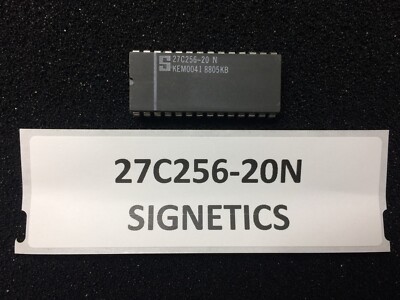 S
27C256-20 N
KEM0041 8805KB
27C256-20N
SIGNETICS